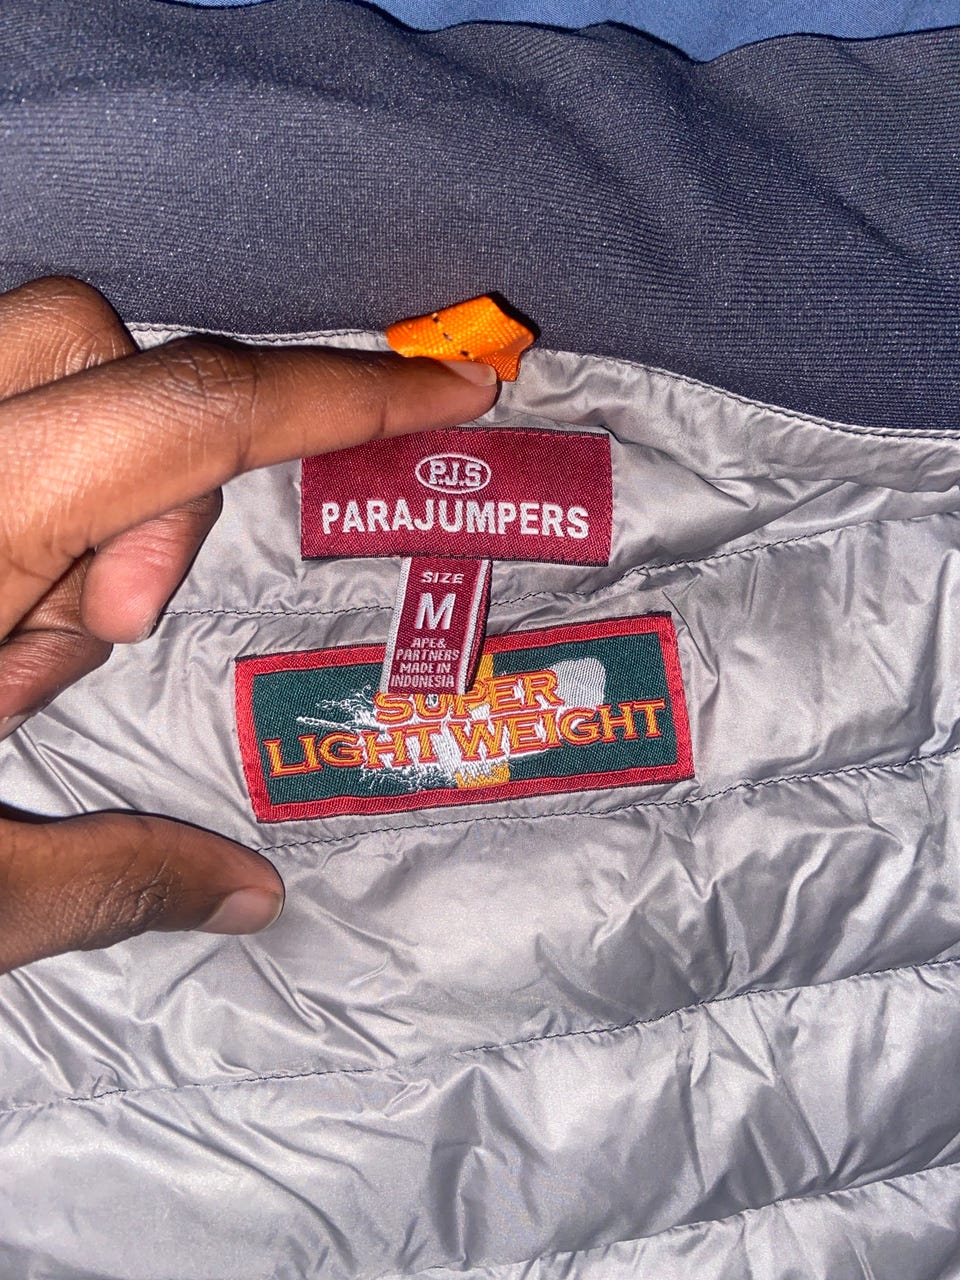 P.J.S
PARAJUMPERS
SIZE
M
APE&
PARTNERS
MADE IN
INDONESIA
SUPER
LIGHT WEIGHT